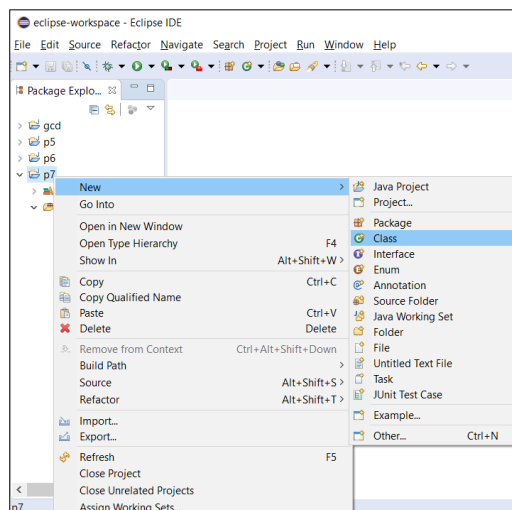 eclipse-workspace - Eclipse IDE
File Edit Source Refactor Navigate Search Project Run Window Help
Package Explo...
gcd
p5
p6
p7
New
Go Into
Open in New Window
Open Type Hierarchy F4
Show In Alt+Shift+W
Copy Ctrl+C
Copy Qualified Name
Paste Ctrl+V
Delete Delete
Remove from Context Ctrl+Alt+Shift+Down
Build Path
Source Alt+Shift+S
Refactor Alt+Shift+T
Import...
Export...
Refresh F5
Close Project
Close Unrelated Projects
Assign Working Sets...
Java Project
Project...
Package
Class
Interface
Enum
Annotation
Source Folder
Java Working Set
Folder
File
Untitled Text File
Task
JUnit Test Case
Example...
Other... Ctrl+N
p7